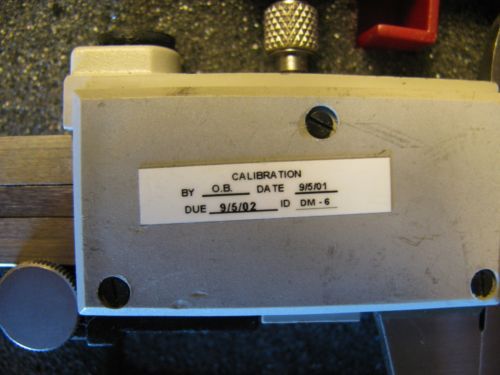 CALIBRATION
BY O.B. DATE 9/5/01
DUE 9/5/02 ID DM - 6